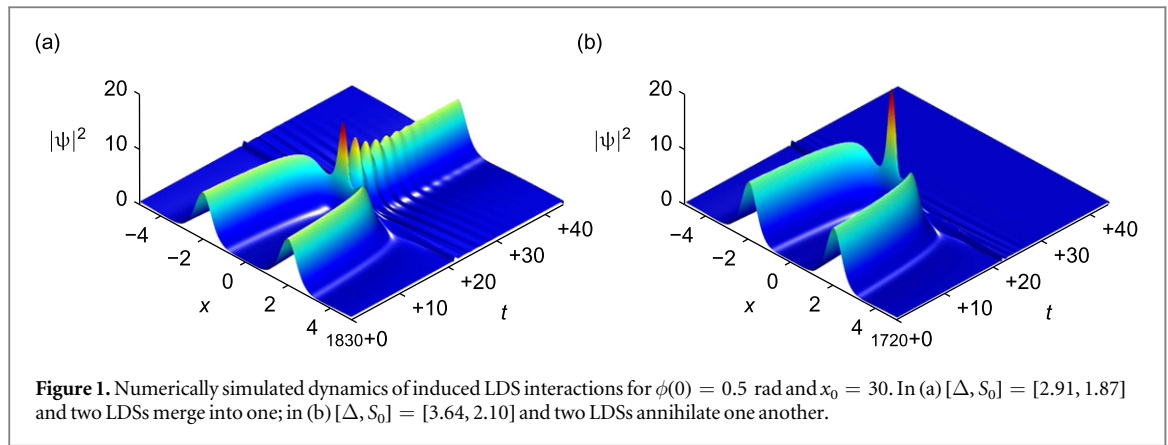 (a)
(b)
20
10
0
|ψ|²
−4
−2
0
2
4
x
1830+0
+10
+20
+30
+40
t
20
10
0
|ψ|²
−4
−2
0
2
4
x
1720+0
+10
+20
+30
+40
t
Figure 1. Numerically simulated dynamics of induced LDS interactions for ϕ(0) = 0.5 rad and x₀ = 30. In (a) [Δ, S₀] = [2.91, 1.87]
and two LDSs merge into one; in (b) [Δ, S₀] = [3.64, 2.10] and two LDSs annihilate one another.